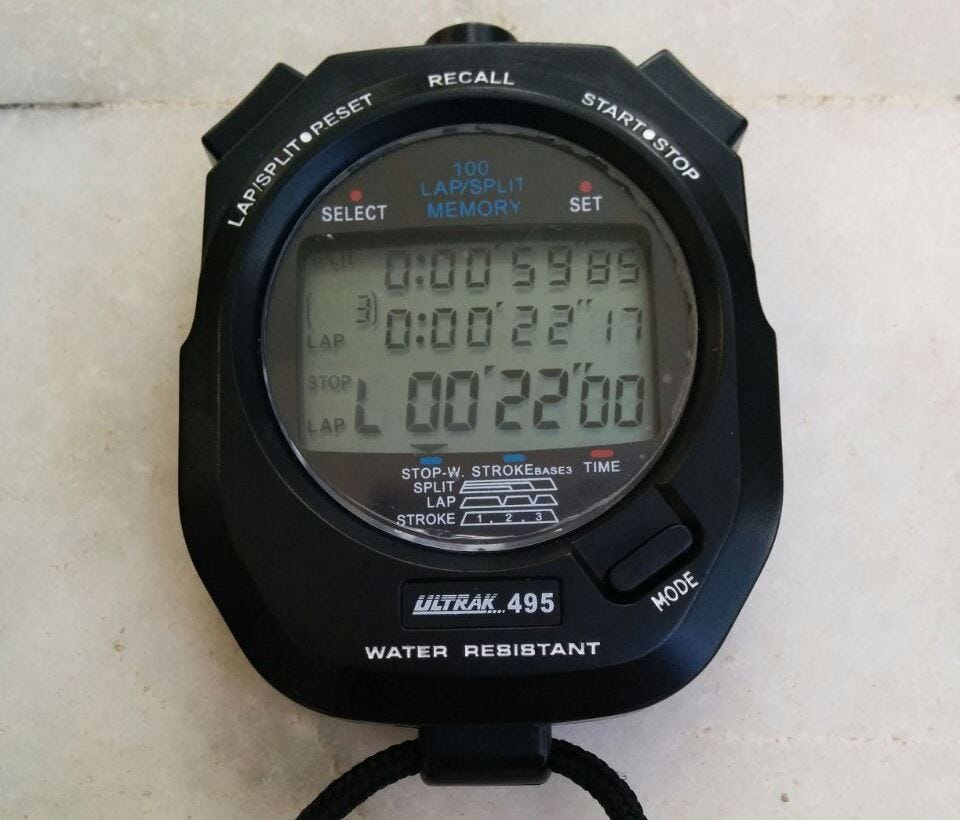 RECALL
LAP/SPLIT●RESET
START●STOP
100
LAP/SPLIT
MEMORY
SELECT
SET
SPLIT 0:00'59"85
( 3)
LAP 0:00'22"17
STOP
LAP L 00'22"00
STOP-W. STROKE BASE3 TIME
SPLIT
LAP
STROKE 1 . 2 . 3
MODE
ULTRAK 495
WATER RESISTANT